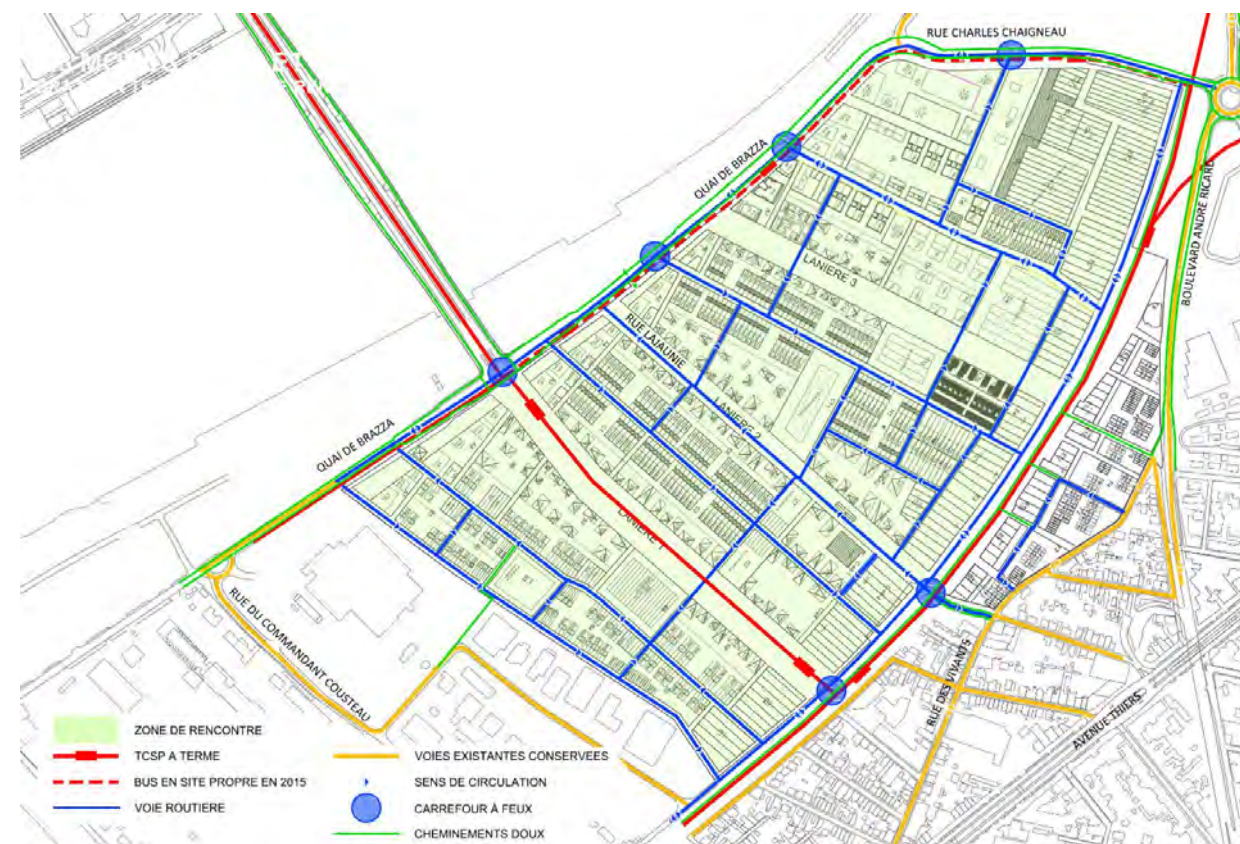 RUE CHARLES CHAIGNEAU
QUAI DE BRAZZA
BOULEVARD ANDRE RICARD
LANIERE 3
RUE LAJAUNIE
LANIERE 2
QUAI DE BRAZZA
LANIERE 1
RUE DU COMMANDANT COUSTEAU
RUE DES VIVANTS
AVENUE THIERS
ZONE DE RENCONTRE
TCSP A TERME
BUS EN SITE PROPRE EN 2015
VOIE ROUTIERE
VOIES EXISTANTES CONSERVEES
SENS DE CIRCULATION
CARREFOUR À FEUX
CHEMINEMENTS DOUX